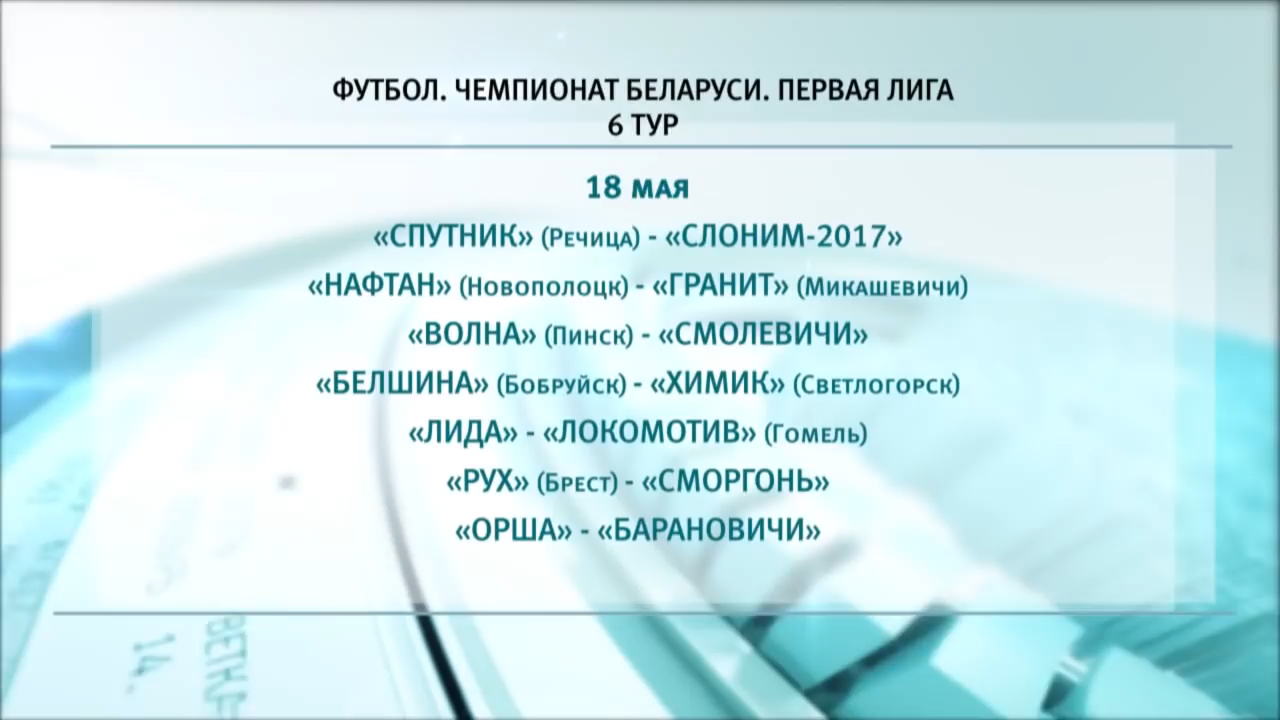 ФУТБОЛ. ЧЕМПИОНАТ БЕЛАРУСИ. ПЕРВАЯ ЛИГА
6 ТУР
18 МАЯ
«СПУТНИК» (РЕЧИЦА) - «СЛОНИМ-2017»
«НАФТАН» (НОВОПОЛОЦК) - «ГРАНИТ» (МИКАШЕВИЧИ)
«ВОЛНА» (ПИНСК) - «СМОЛЕВИЧИ»
«БЕЛШИНА» (БОБРУЙСК) - «ХИМИК» (СВЕТЛОГОРСК)
«ЛИДА» - «ЛОКОМОТИВ» (ГОМЕЛЬ)
«РУХ» (БРЕСТ) - «СМОРГОНЬ»
«ОРША» - «БАРАНОВИЧИ»
14.